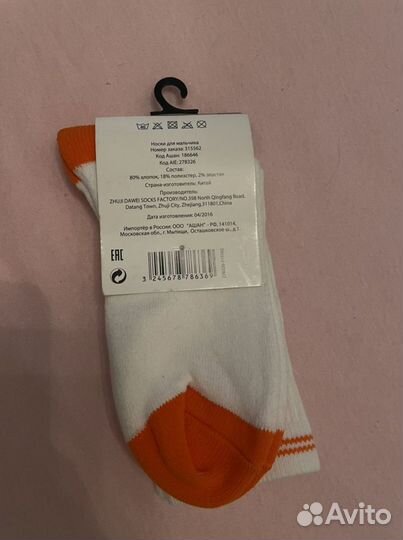 Носки для мальчика
Номер заказа: 315562
Код Ашан: 186646
Код AIE: 278326
Состав:
80% хлопок, 18% полиэстер, 2% эластан
Страна-изготовитель: Китай
Производитель:
ZHUJI DAWEI SOCKS FACTORY/NO.398 North Qingfang Road,
Datang Town, Zhuji City, Zhejiang,311801,China
Дата изготовления: 04/2016
Импортёр в России: ООО "АШАН" - РФ, 141014,
Московская обл., г. Мытищи, Осташковское ш., д.1
EAC
3 245678 786369
Avito